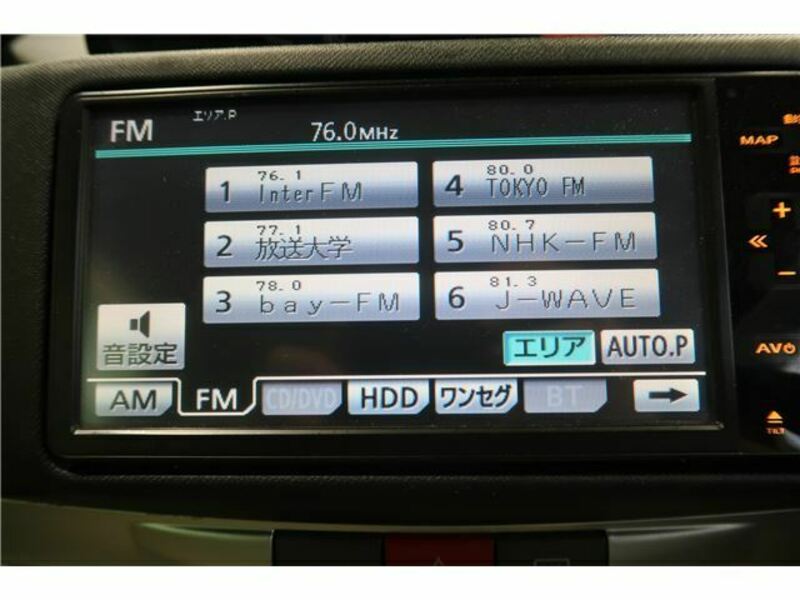 FM エリア.P 76.0MHz
76.1
1 InterFM
80.0
4 TOKYO FM
77.1
2 放送大学
80.7
5 NHK-FM
78.0
3 bay-FM
81.3
6 J-WAVE
音設定
エリア AUTO.P
AM FM CD/DVD HDD ワンセグ BT
MAP
AV
TILT